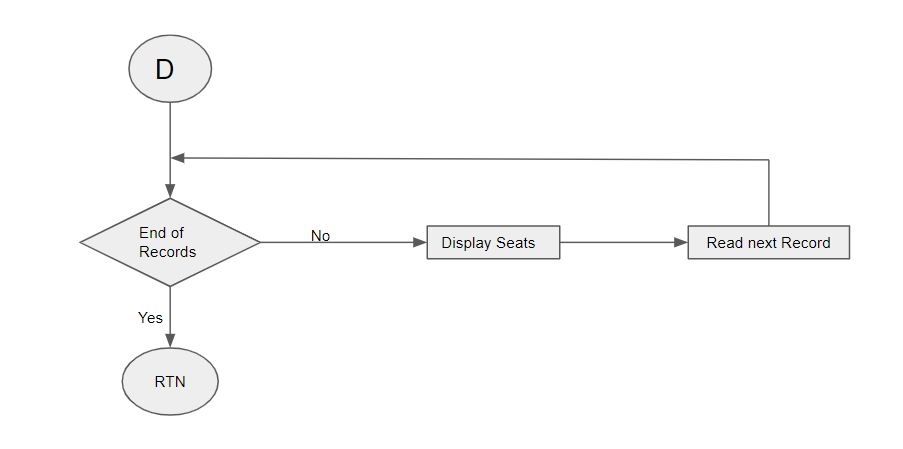 D
End of
Records
No
Display Seats
Read next Record
Yes
RTN